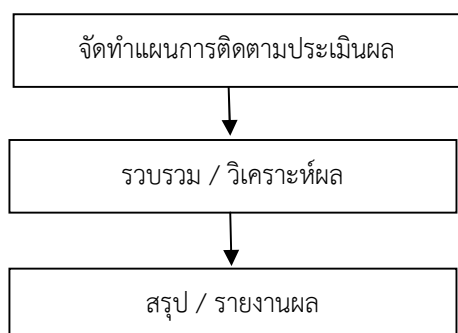 จัดทำแผนการติดตามประเมินผล
รวบรวม / วิเคราะห์ผล
สรุป / รายงานผล